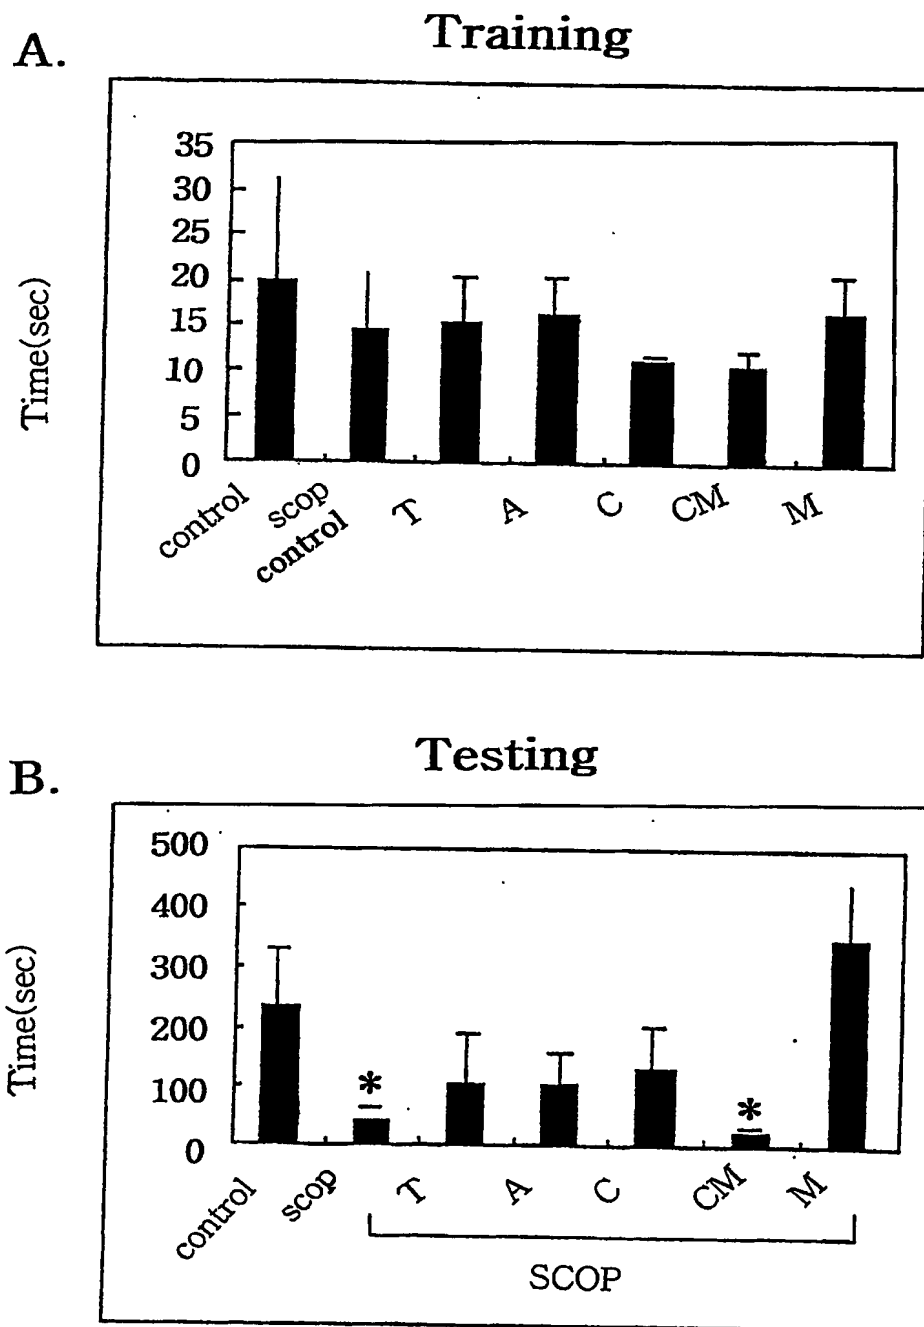 A.
Training
Time(sec)
35
30
25
20
15
10
5
0
control
scop
control
T
A
C
CM
M
B.
Testing
Time(sec)
500
400
300
200
100
0
*
*
control
scop
T
A
C
CM
M
SCOP